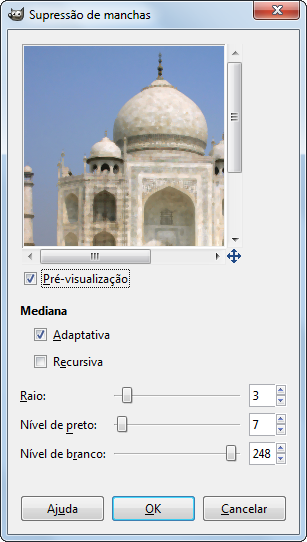 Supressão de manchas
Pré-visualização
Mediana
Adaptativa
Recursiva
Raio: 3
Nível de preto: 7
Nível de branco: 248
Ajuda OK Cancelar